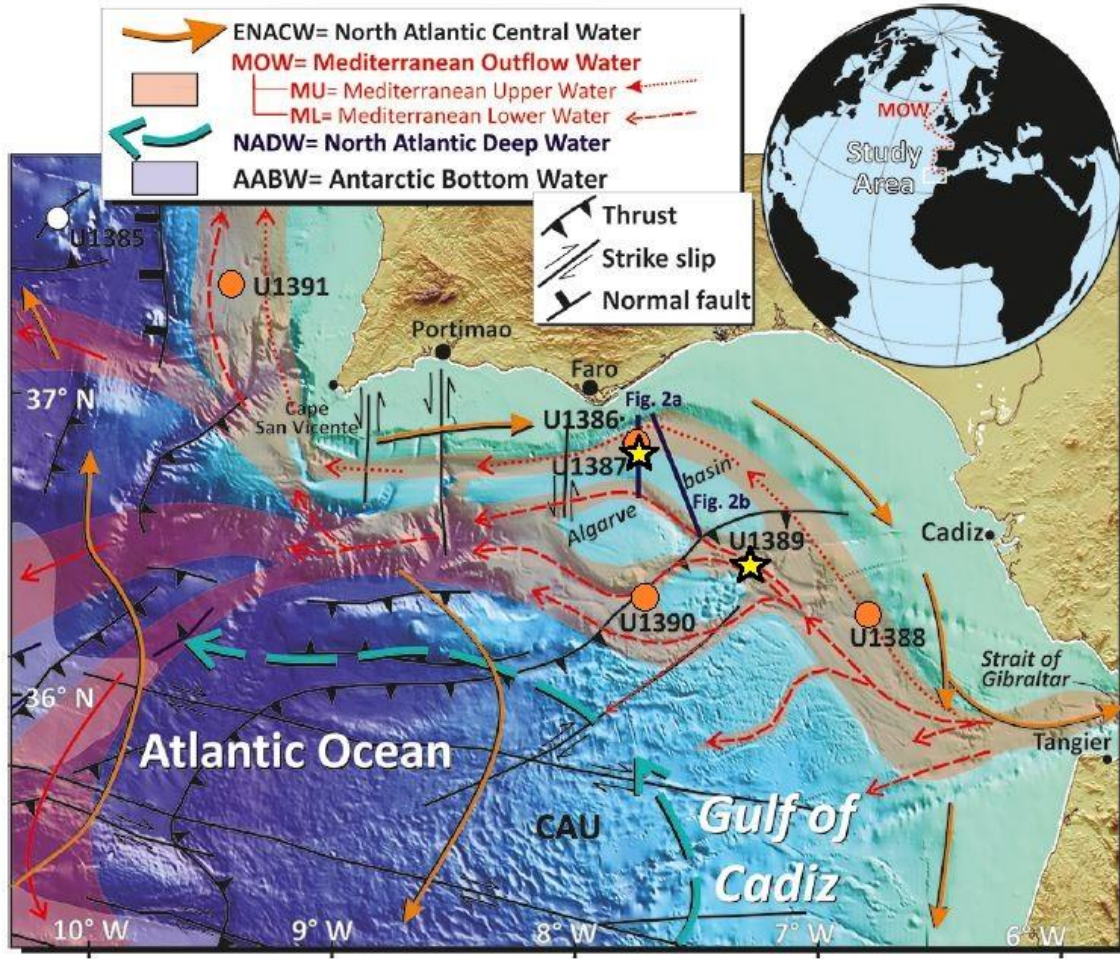 ENACW= North Atlantic Central Water
MOW= Mediterranean Outflow Water
MU= Mediterranean Upper Water
ML= Mediterranean Lower Water
NADW= North Atlantic Deep Water
AABW= Antarctic Bottom Water
MOW
Study
Area
Thrust
Strike slip
Normal fault
U1385
U1391
Portimao
Faro
37° N
Cape
San Vicente
Fig. 2a
U1386
U1387
basin
Fig. 2b
Algarve
U1389
Cadiz
U1390
U1388
Strait of
Gibraltar
36° N
Tangier
Atlantic Ocean
CAU
Gulf of
Cadiz
10° W
9° W
8° W
7° W
6° W